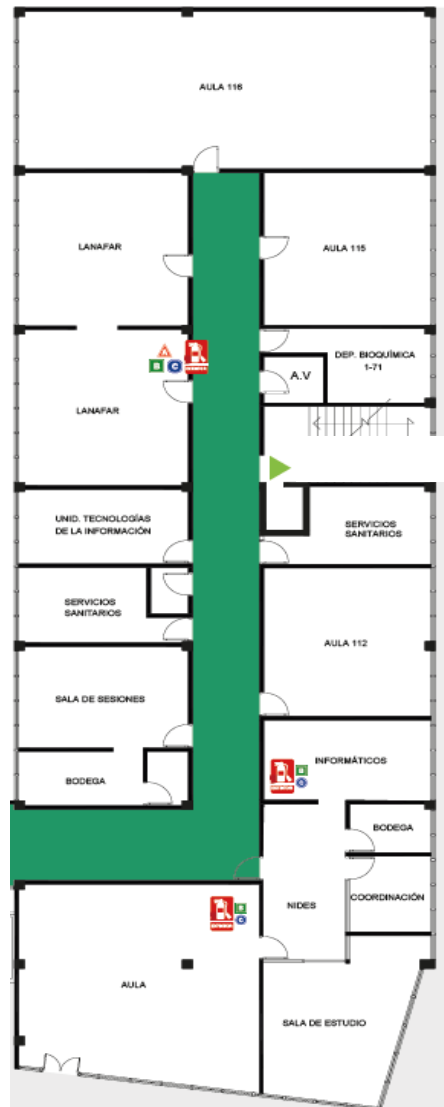 AULA 116
LANAFAR
AULA 115
DEP. BIOQUÍMICA
1-71
A.V
A
B C
LANAFAR
UNID. TECNOLOGÍAS
DE LA INFORMACIÓN
SERVICIOS
SANITARIOS
SERVICIOS
SANITARIOS
AULA 112
SALA DE SESIONES
INFORMÁTICOS
B
C
BODEGA
BODEGA
COORDINACIÓN
NIDES
B
C
AULA
SALA DE ESTUDIO